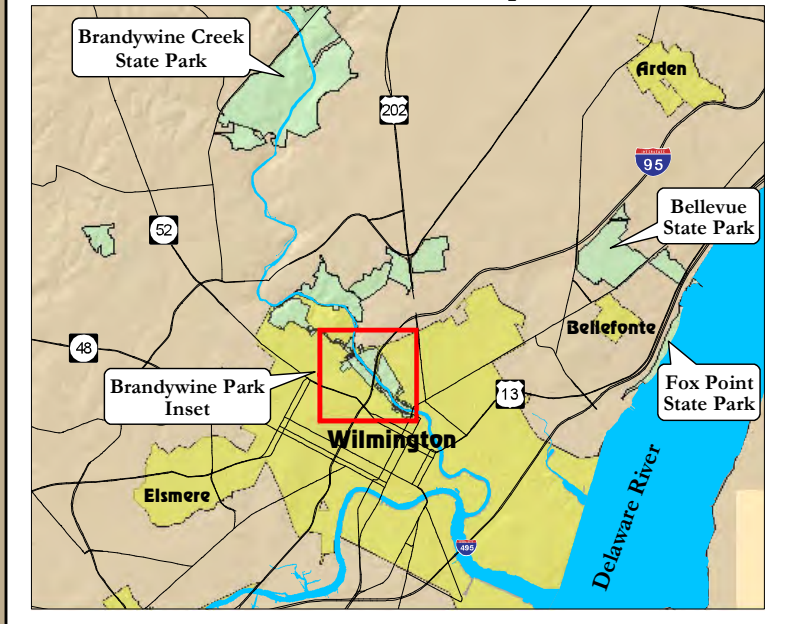 Brandywine Creek
State Park
Arden
202
95
Bellevue
State Park
52
Bellefonte
48
Brandywine Park
Inset
13
Fox Point
State Park
Wilmington
Elsmere
Delaware River
495